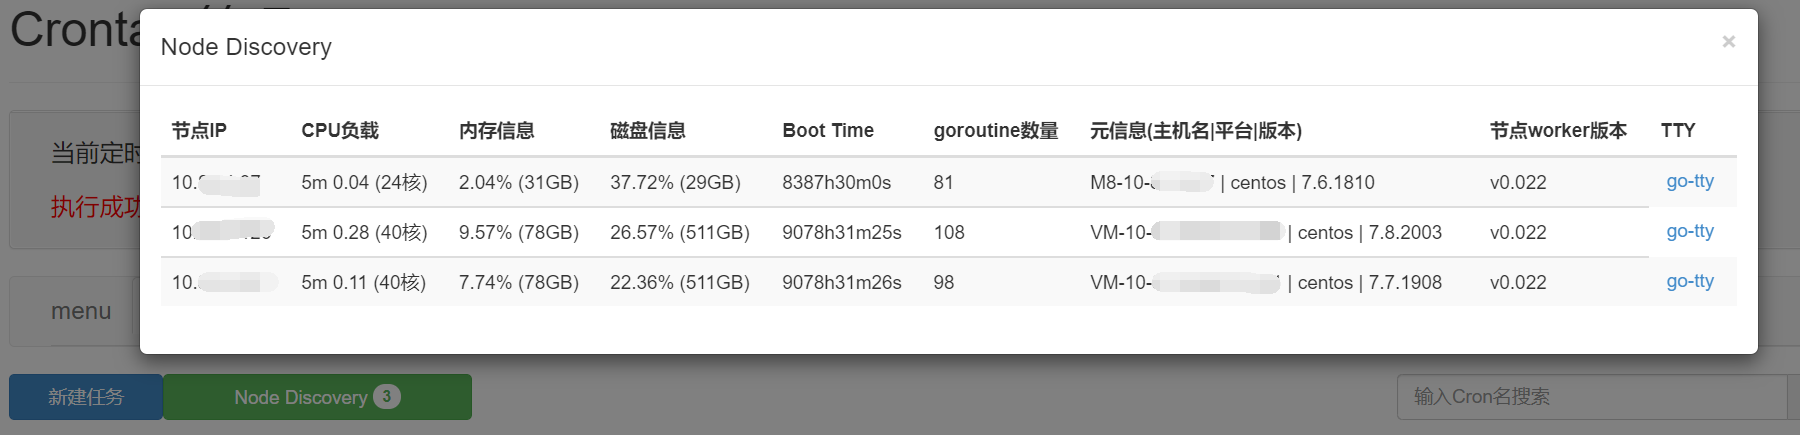 Cronta
Node Discovery ×
节点IP CPU负载 内存信息 磁盘信息 Boot Time goroutine数量 元信息(主机名|平台|版本) 节点worker版本 TTY
当前定时
10. 5m 0.04 (24核) 2.04% (31GB) 37.72% (29GB) 8387h30m0s 81 M8-10- | centos | 7.6.1810 v0.022 go-tty
执行成功
10. 5m 0.28 (40核) 9.57% (78GB) 26.57% (511GB) 9078h31m25s 108 VM-10- | centos | 7.8.2003 v0.022 go-tty
10. 5m 0.11 (40核) 7.74% (78GB) 22.36% (511GB) 9078h31m26s 98 VM-10- | centos | 7.7.1908 v0.022 go-tty
menu
新建任务 Node Discovery 3 输入Cron名搜索